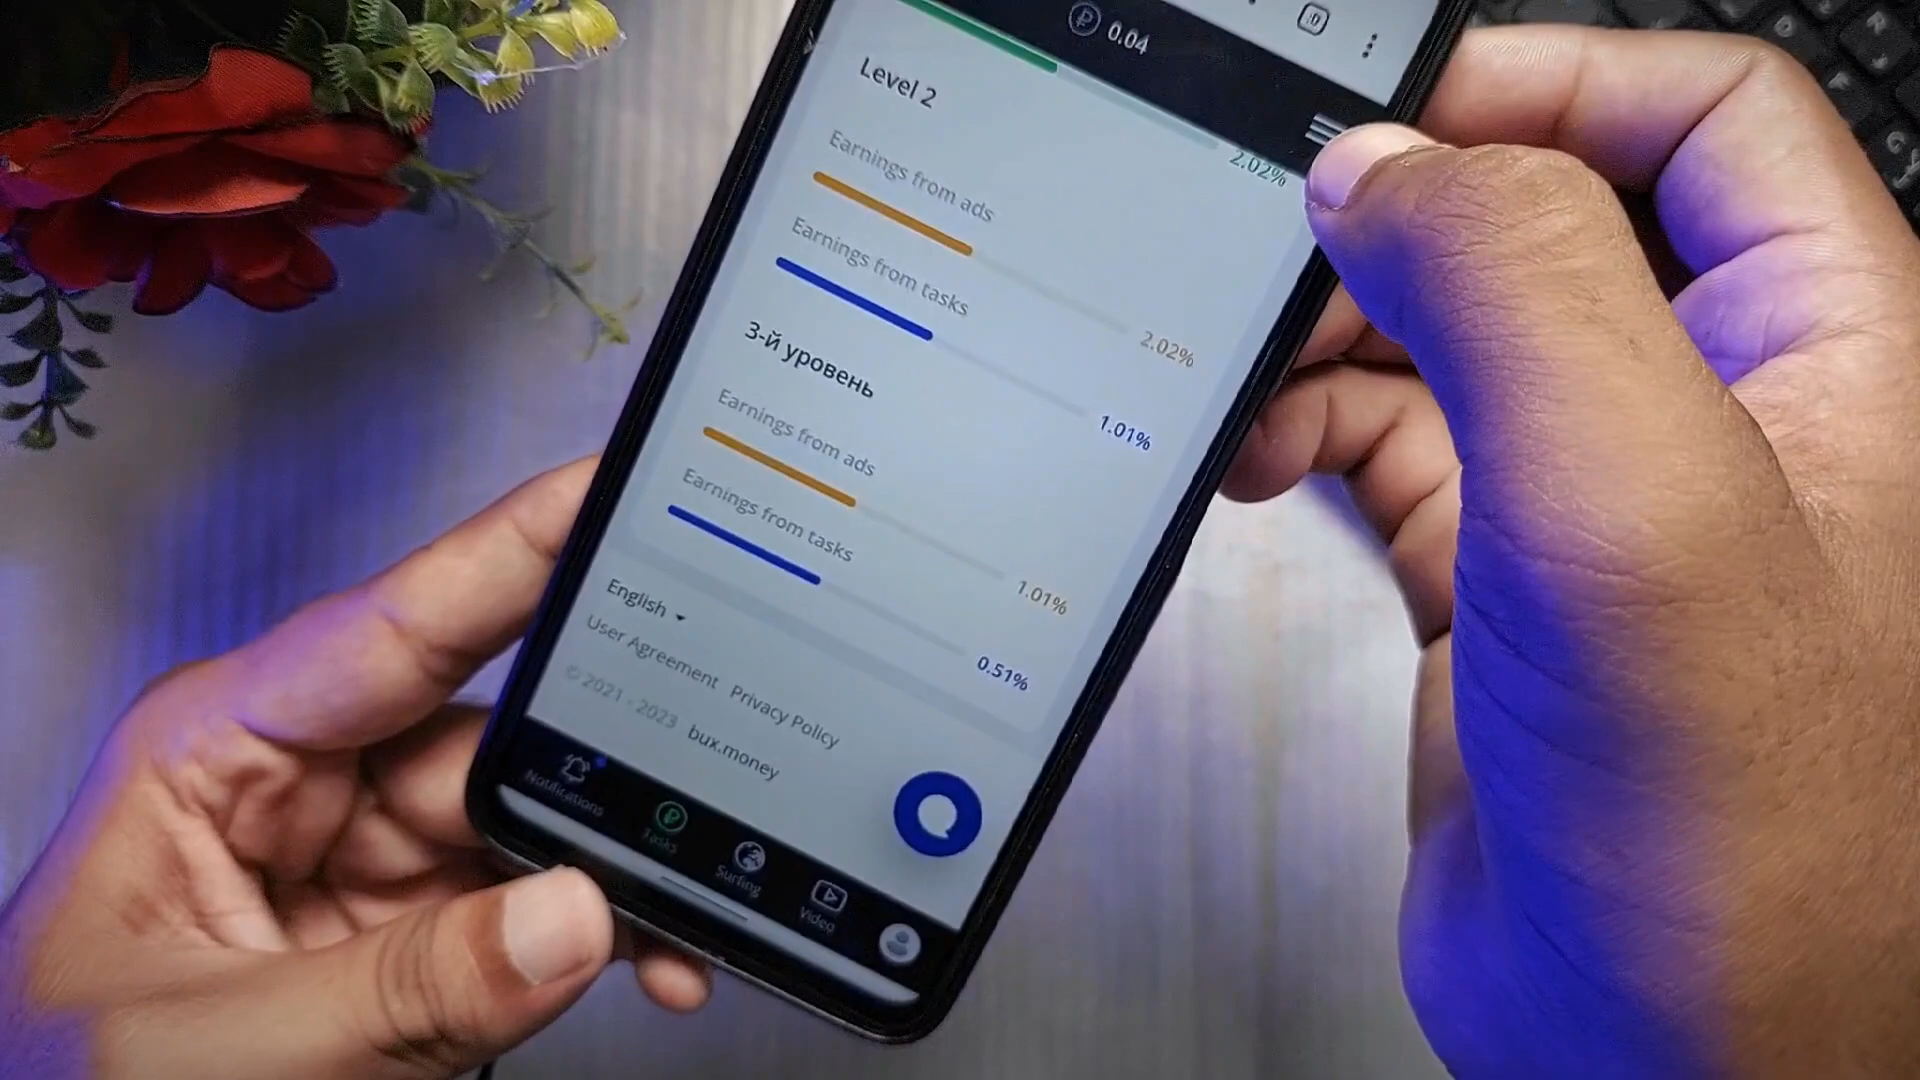 :D
₽ 0.04
2.02%
Level 2
Earnings from ads
2.02%
Earnings from tasks
1.01%
3-й уровень
Earnings from ads
1.01%
Earnings from tasks
0.51%
English
User Agreement Privacy Policy
© 2021 - 2023 bux.money
Notifications
Tasks
Surfing
Video
D
R
F
G